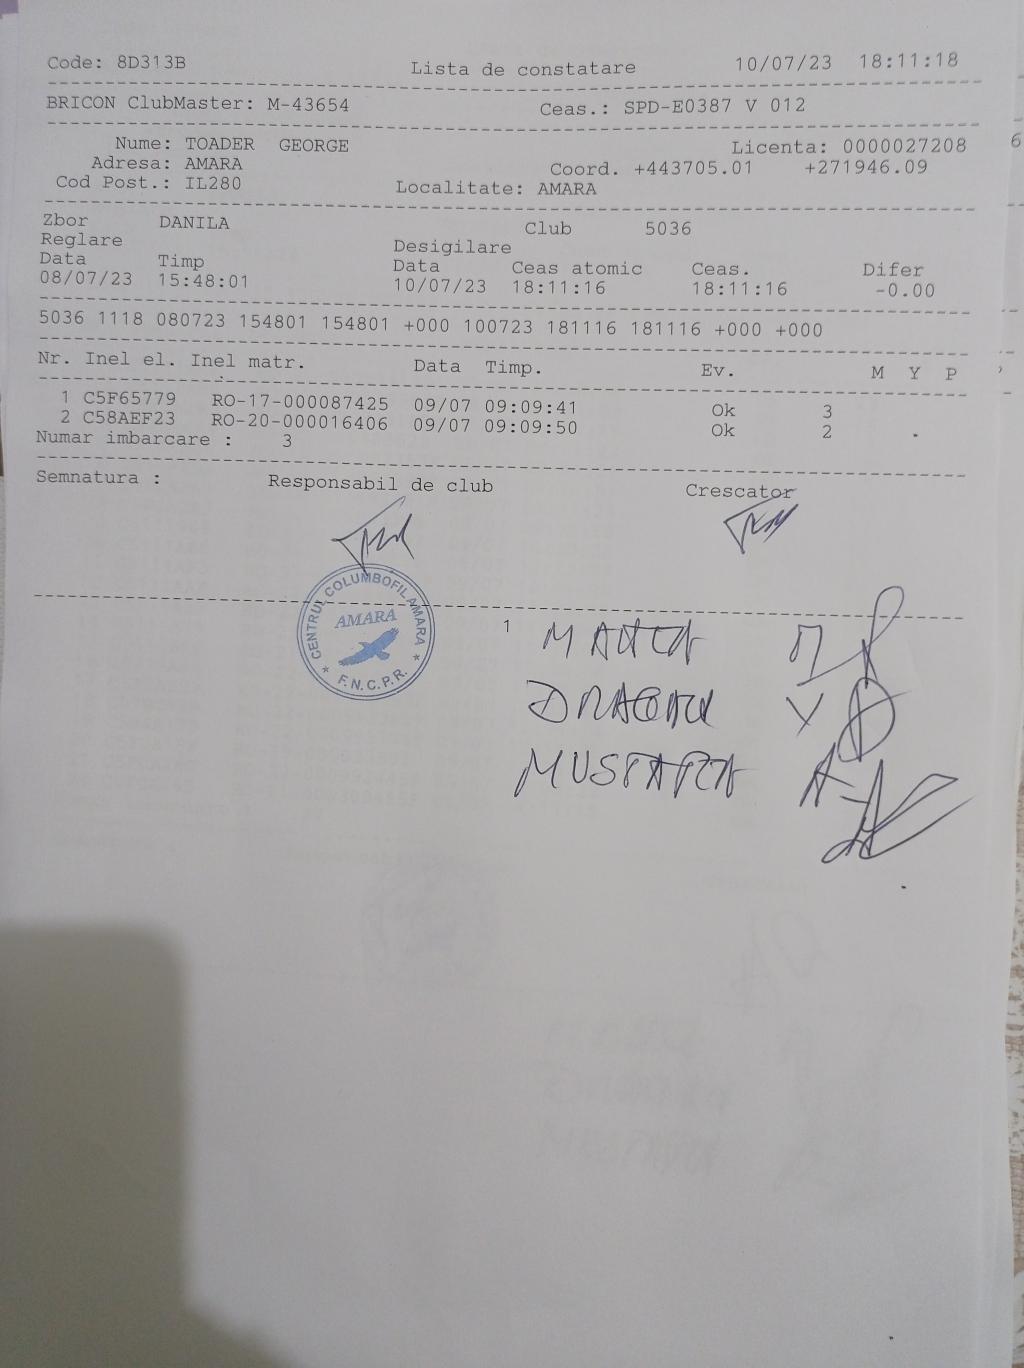 Code: 8D313B Lista de constatare 10/07/23 18:11:18
BRICON ClubMaster: M-43654 Ceas.: SPD-E0387 V 012
Nume: TOADER GEORGE Licenta: 0000027208
Adresa: AMARA Coord. +443705.01 +271946.09
Cod Post.: IL280 Localitate: AMARA
Zbor DANILA Club 5036
Reglare Desigilare
Data Timp Data Ceas atomic Ceas. Difer
08/07/23 15:48:01 10/07/23 18:11:16 18:11:16 -0.00
5036 1118 080723 154801 154801 +000 100723 181116 181116 +000 +000
Nr. Inel el. Inel matr. Data Timp. Ev. M Y P
1 C5F65779 RO-17-000087425 09/07 09:09:41 Ok 3
2 C58AEF23 RO-20-000016406 09/07 09:09:50 Ok 2
Numar imbarcare : 3
Semnatura : Responsabil de club Crescator
CENTRUL COLUMBOFIL AMARA
AMARA
* F.N.C.P.R. *
1
MUSTATEA A